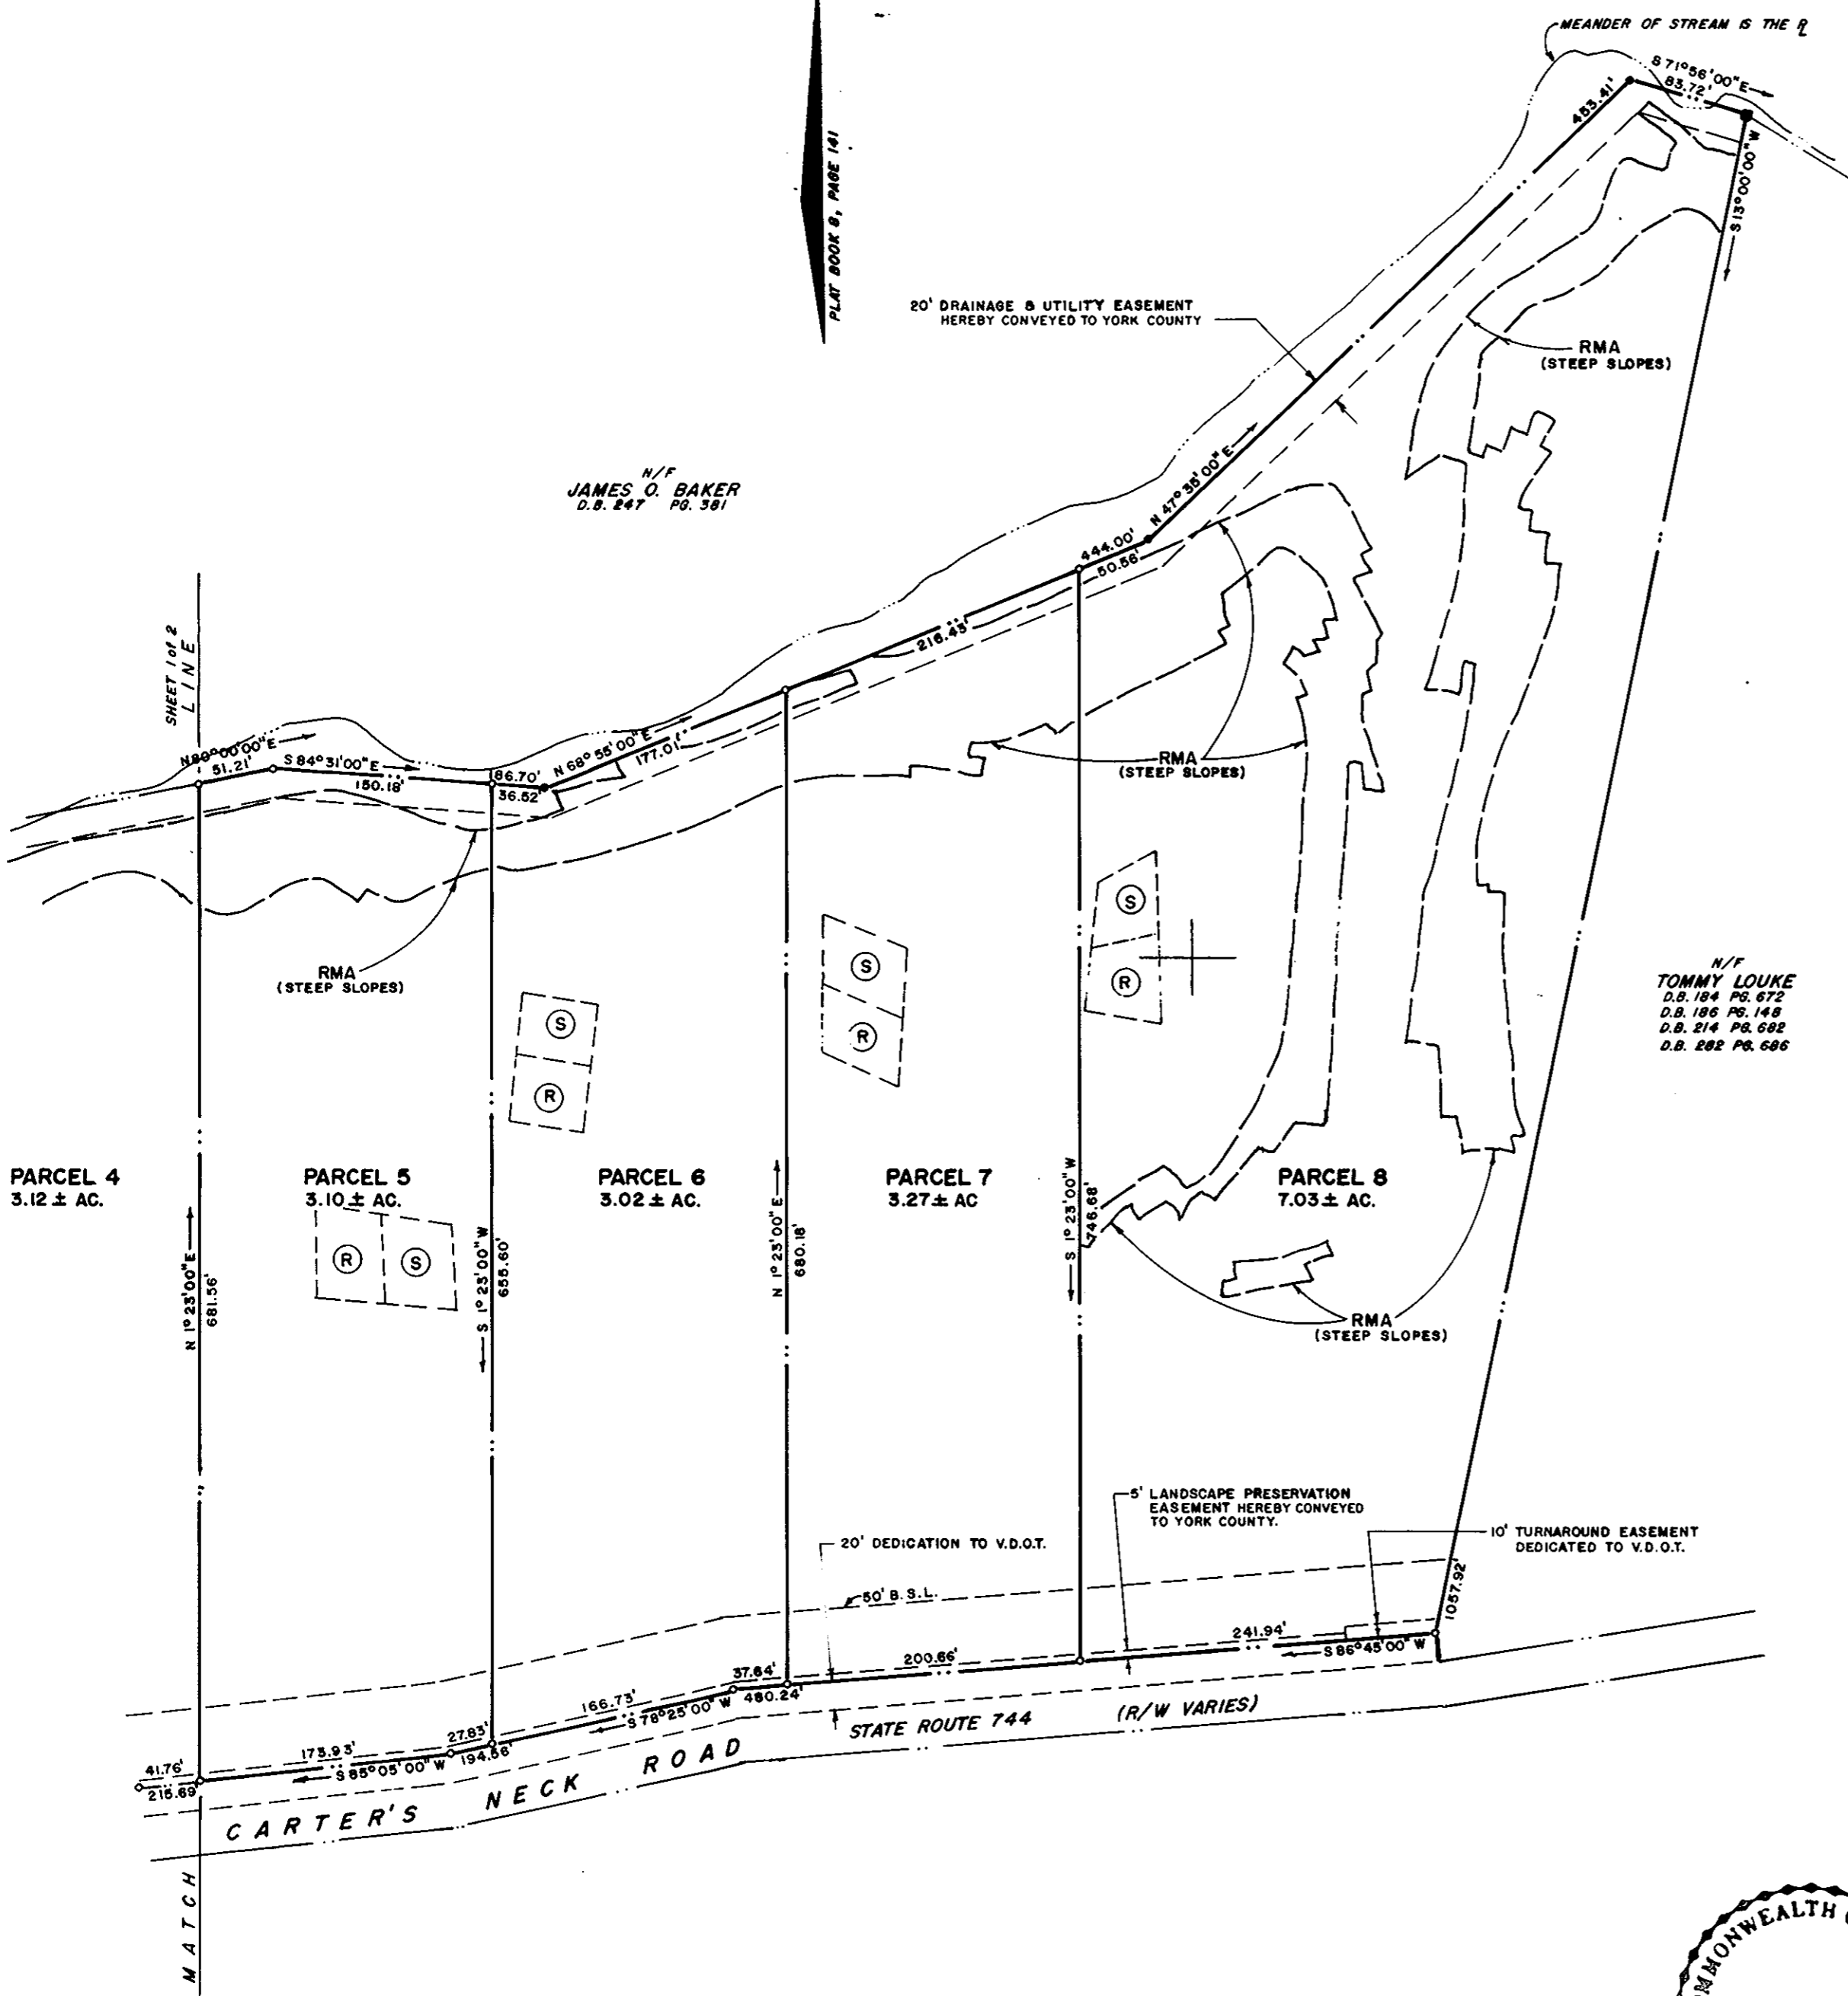 MEANDER OF STREAM IS THE PL
S 71°56'00" E
83.72'
453.41'
S 13°00'00" W
PLAT BOOK 8, PAGE 141
20' DRAINAGE & UTILITY EASEMENT
HEREBY CONVEYED TO YORK COUNTY
RMA
(STEEP SLOPES)
N/F
JAMES O. BAKER
D.B. 247 PG. 381
N 47°35'00" E
444.00'
50.56'
216.43'
SHEET 1 of 2
LINE
N 80°00'00" E
51.21'
S 84°31'00" E
150.18'
186.70'
36.52'
N 68°55'00" E
177.01'
RMA
(STEEP SLOPES)
RMA
(STEEP SLOPES)
S
R
S
R
S
R
N/F
TOMMY LOUKE
D.B. 184 PG. 672
D.B. 186 PG. 148
D.B. 214 PG. 682
D.B. 282 PG. 686
PARCEL 4
3.12 ± AC.
PARCEL 5
3.10 ± AC.
PARCEL 6
3.02 ± AC.
PARCEL 7
3.27 ± AC
PARCEL 8
7.03 ± AC.
R
S
N 1°23'00" E
681.56'
S 1°23'00" W
655.60'
N 1°23'00" E
680.18'
S 1°23'00" W
746.68'
RMA
(STEEP SLOPES)
5' LANDSCAPE PRESERVATION
EASEMENT HEREBY CONVEYED
TO YORK COUNTY.
10' TURNAROUND EASEMENT
DEDICATED TO V.D.O.T.
20' DEDICATION TO V.D.O.T.
50' B.S.L.
1057.92'
241.94'
S 86°45'00" W
200.66'
37.64'
480.24'
166.73'
S 78°25'00" W
27.83'
194.56'
173.93'
S 85°05'00" W
41.76'
215.69'
STATE ROUTE 744 (R/W VARIES)
CARTER'S NECK ROAD
MATCH
MMONWEALTH